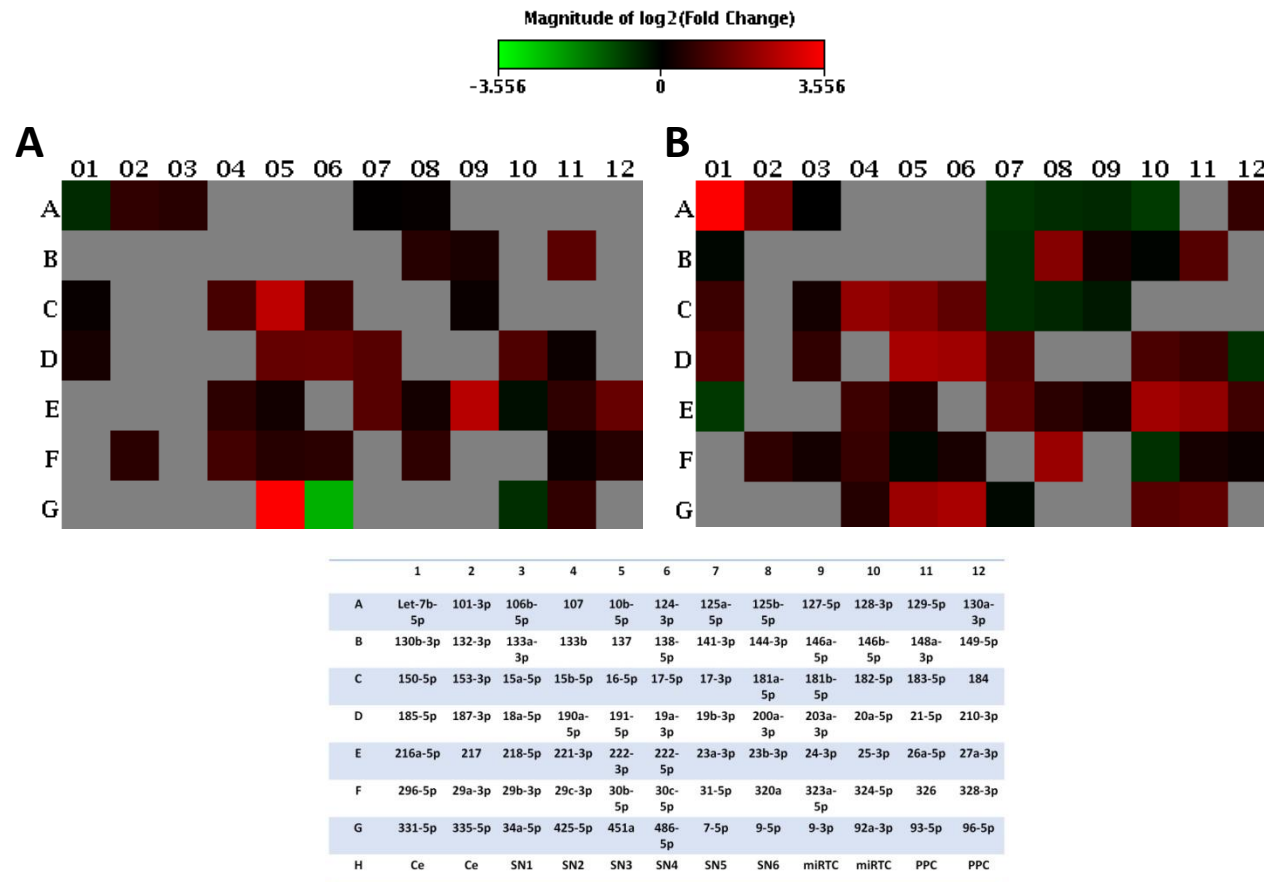 Magnitude of log2(Fold Change)
-3.556 0 3.556
A B
01 02 03 04 05 06 07 08 09 10 11 12
01 02 03 04 05 06 07 08 09 10 11 12
A A
B B
C C
D D
E E
F F
G G
1 2 3 4 5 6 7 8 9 10 11 12
A Let-7b-5p 101-3p 106b-5p 107 10b-5p 124-3p 125a-5p 125b-5p 127-5p 128-3p 129-5p 130a-3p
B 130b-3p 132-3p 133a-3p 133b 137 138-5p 141-3p 144-3p 146a-5p 146b-5p 148a-3p 149-5p
C 150-5p 153-3p 15a-5p 15b-5p 16-5p 17-5p 17-3p 181a-5p 181b-5p 182-5p 183-5p 184
D 185-5p 187-3p 18a-5p 190a-5p 191-5p 19a-3p 19b-3p 200a-3p 203a-3p 20a-5p 21-5p 210-3p
E 216a-5p 217 218-5p 221-3p 222-3p 222-5p 23a-3p 23b-3p 24-3p 25-3p 26a-5p 27a-3p
F 296-5p 29a-3p 29b-3p 29c-3p 30b-5p 30c-5p 31-5p 320a 323a-5p 324-5p 326 328-3p
G 331-5p 335-5p 34a-5p 425-5p 451a 486-5p 7-5p 9-5p 9-3p 92a-3p 93-5p 96-5p
H Ce Ce SN1 SN2 SN3 SN4 SN5 SN6 miRTC miRTC PPC PPC